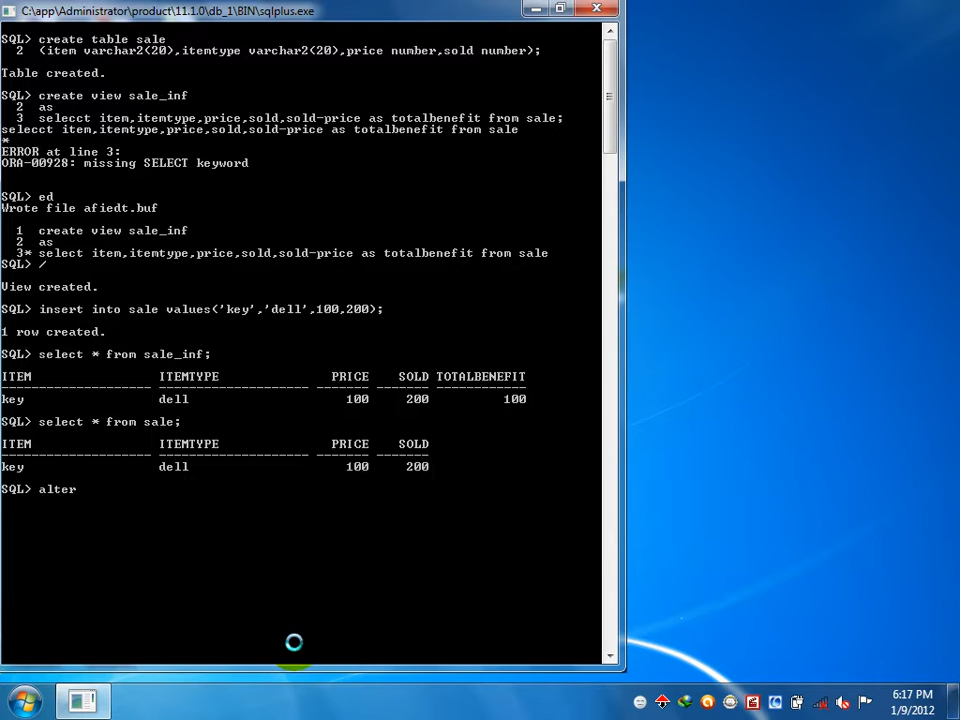 C:\app\Administrator\product\11.1.0\db_1\BIN\sqlplus.exe
SQL> create table sale
2 (item varchar2(20),itemtype varchar2(20),price number,sold number);
Table created.
SQL> create view sale_inf
2 as
3 selecct item,itemtype,price,sold,sold-price as totalbenefit from sale;
selecct item,itemtype,price,sold,sold-price as totalbenefit from sale
*
ERROR at line 3:
ORA-00928: missing SELECT keyword
SQL> ed
Wrote file afiedt.buf
1 create view sale_inf
2 as
3* select item,itemtype,price,sold,sold-price as totalbenefit from sale
SQL> /
View created.
SQL> insert into sale values('key','dell',100,200);
1 row created.
SQL> select * from sale_inf;
ITEM ITEMTYPE PRICE SOLD TOTALBENEFIT
-------------------- -------------------- ------- ------- ------------
key dell 100 200 100
SQL> select * from sale;
ITEM ITEMTYPE PRICE SOLD
-------------------- -------------------- ------- -------
key dell 100 200
SQL> alter
6:17 PM
1/9/2012